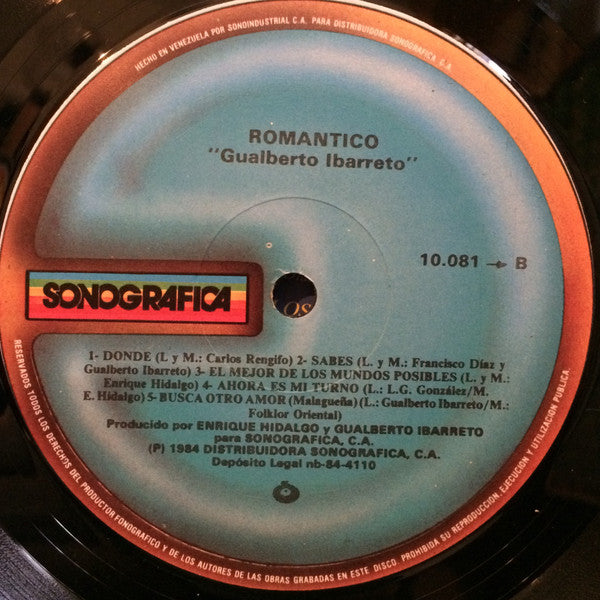 HECHO EN VENEZUELA POR SONOINDUSTRIAL C.A. PARA DISTRIBUIDORA SONOGRAFICA, C.A.
ROMANTICO
"Gualberto Ibarreto"
10.081 → B
SONOGRAFICA
1- DONDE (L y M.: Carlos Rengifo) 2- SABES (L. y M.: Francisco Díaz y
Gualberto Ibarreto) 3- EL MEJOR DE LOS MUNDOS POSIBLES (L. y M.:
Enrique Hidalgo) 4- AHORA ES MI TURNO (L.: L.G. González/M.
E. Hidalgo) 5- BUSCA OTRO AMOR (Malagueña) (L.: Gualberto Ibarreto/M.:
Folklor Oriental)
Producido por ENRIQUE HIDALGO y GUALBERTO IBARRETO
para SONOGRAFICA, C.A.
(P) 1984 DISTRIBUIDORA SONOGRAFICA, C.A.
Depósito Legal nb-84-4110
RESERVADOS TODOS LOS DERECHOS DEL PRODUCTOR FONOGRAFICO Y DE LOS AUTORES DE LAS OBRAS GRABADAS EN ESTE DISCO. PROHIBIDA SU REPRODUCCION, EJECUCION Y UTILIZACION PUBLICA.